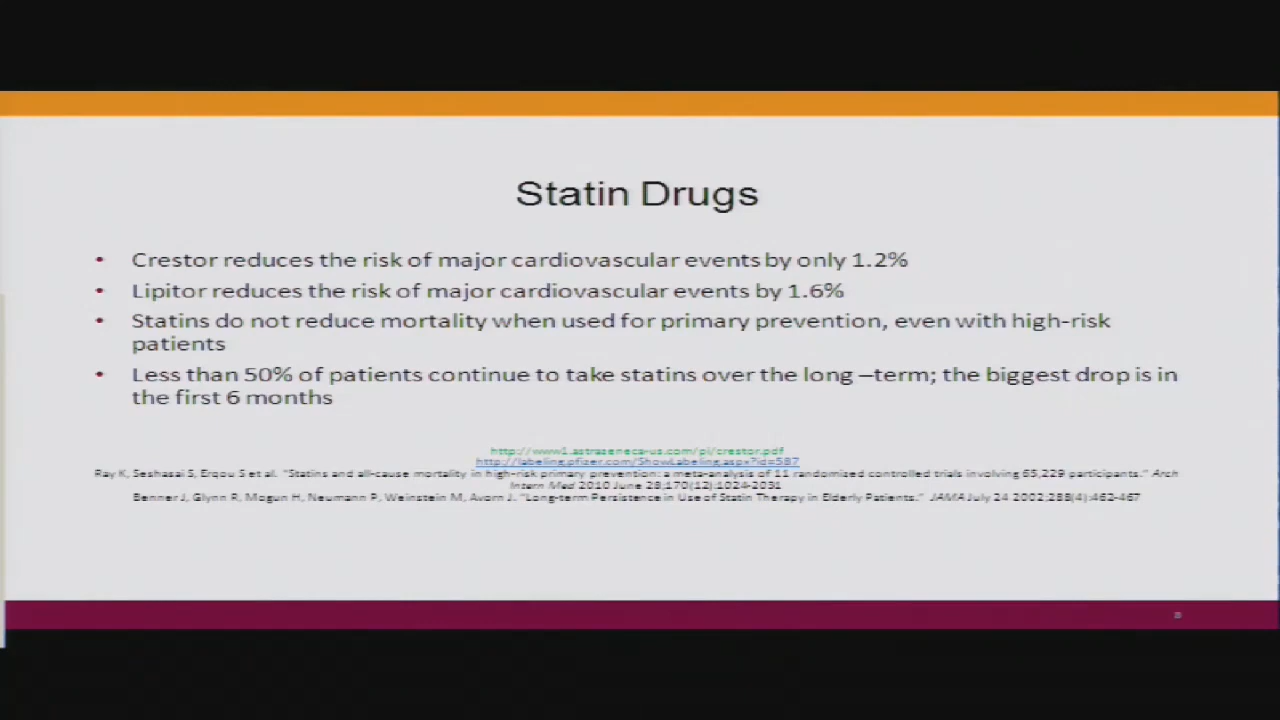 Statin Drugs
• Crestor reduces the risk of major cardiovascular events by only 1.2%
• Lipitor reduces the risk of major cardiovascular events by 1.6%
• Statins do not reduce mortality when used for primary prevention, even with high-risk
patients
• Less than 50% of patients continue to take statins over the long –term; the biggest drop is in
the first 6 months
http://www1.astrazeneca-us.com/pi/crestor.pdf
http://labeling.pfizer.com/ShowLabeling.aspx?id=587
Ray K, Seshasai S, Erqou S et al. "Statins and all-cause mortality in high-risk primary prevention: a meta-analysis of 11 randomised controlled trials involving 65,229 participants." Arch
Intern Med 2010 June 28;170(12):1024-2031
Benner J, Glynn R, Mogun H, Neumann P, Weinstein M, Avorn J. "Long-term Persistence in Use of Statin Therapy in Elderly Patients." JAMA July 24 2002;288(4):462-467